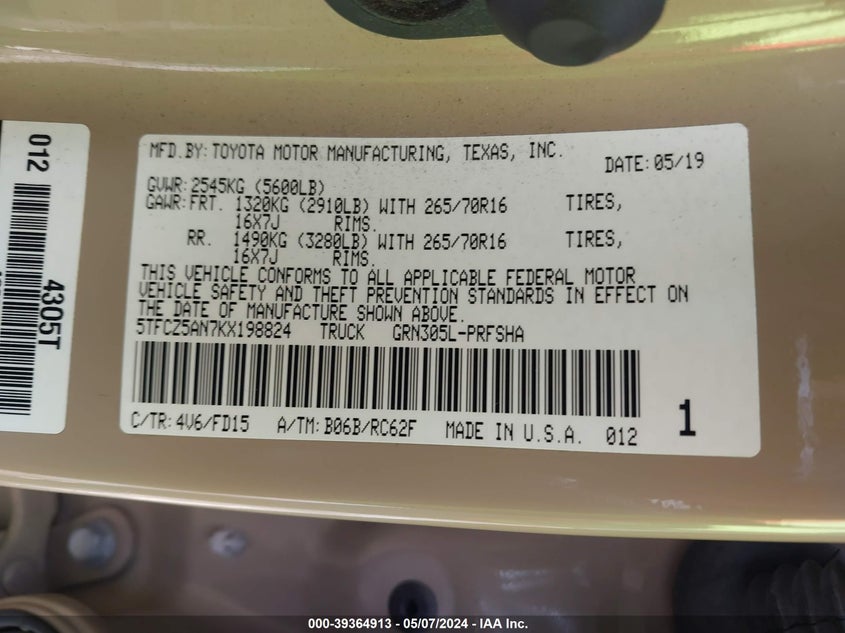 MFD.BY: TOYOTA MOTOR MANUFACTURING, TEXAS, INC. DATE: 05/19
GVWR: 2545KG (5600LB)
GAWR: FRT. 1320KG (2910LB) WITH 265/70R16 TIRES,
16X7J RIMS.
RR. 1490KG (3280LB) WITH 265/70R16 TIRES,
16X7J RIMS.
THIS VEHICLE CONFORMS TO ALL APPLICABLE FEDERAL MOTOR
VEHICLE SAFETY AND THEFT PREVENTION STANDARDS IN EFFECT ON
THE DATE OF MANUFACTURE SHOWN ABOVE.
5TFCZ5AN7KX198824 TRUCK GRN305L-PRFSHA
C/TR: 4V6/FD15 A/TM: B06B/RC62F MADE IN U.S.A. 012 1
012
4305T
000-39364913 - 05/07/2024 - IAA Inc.